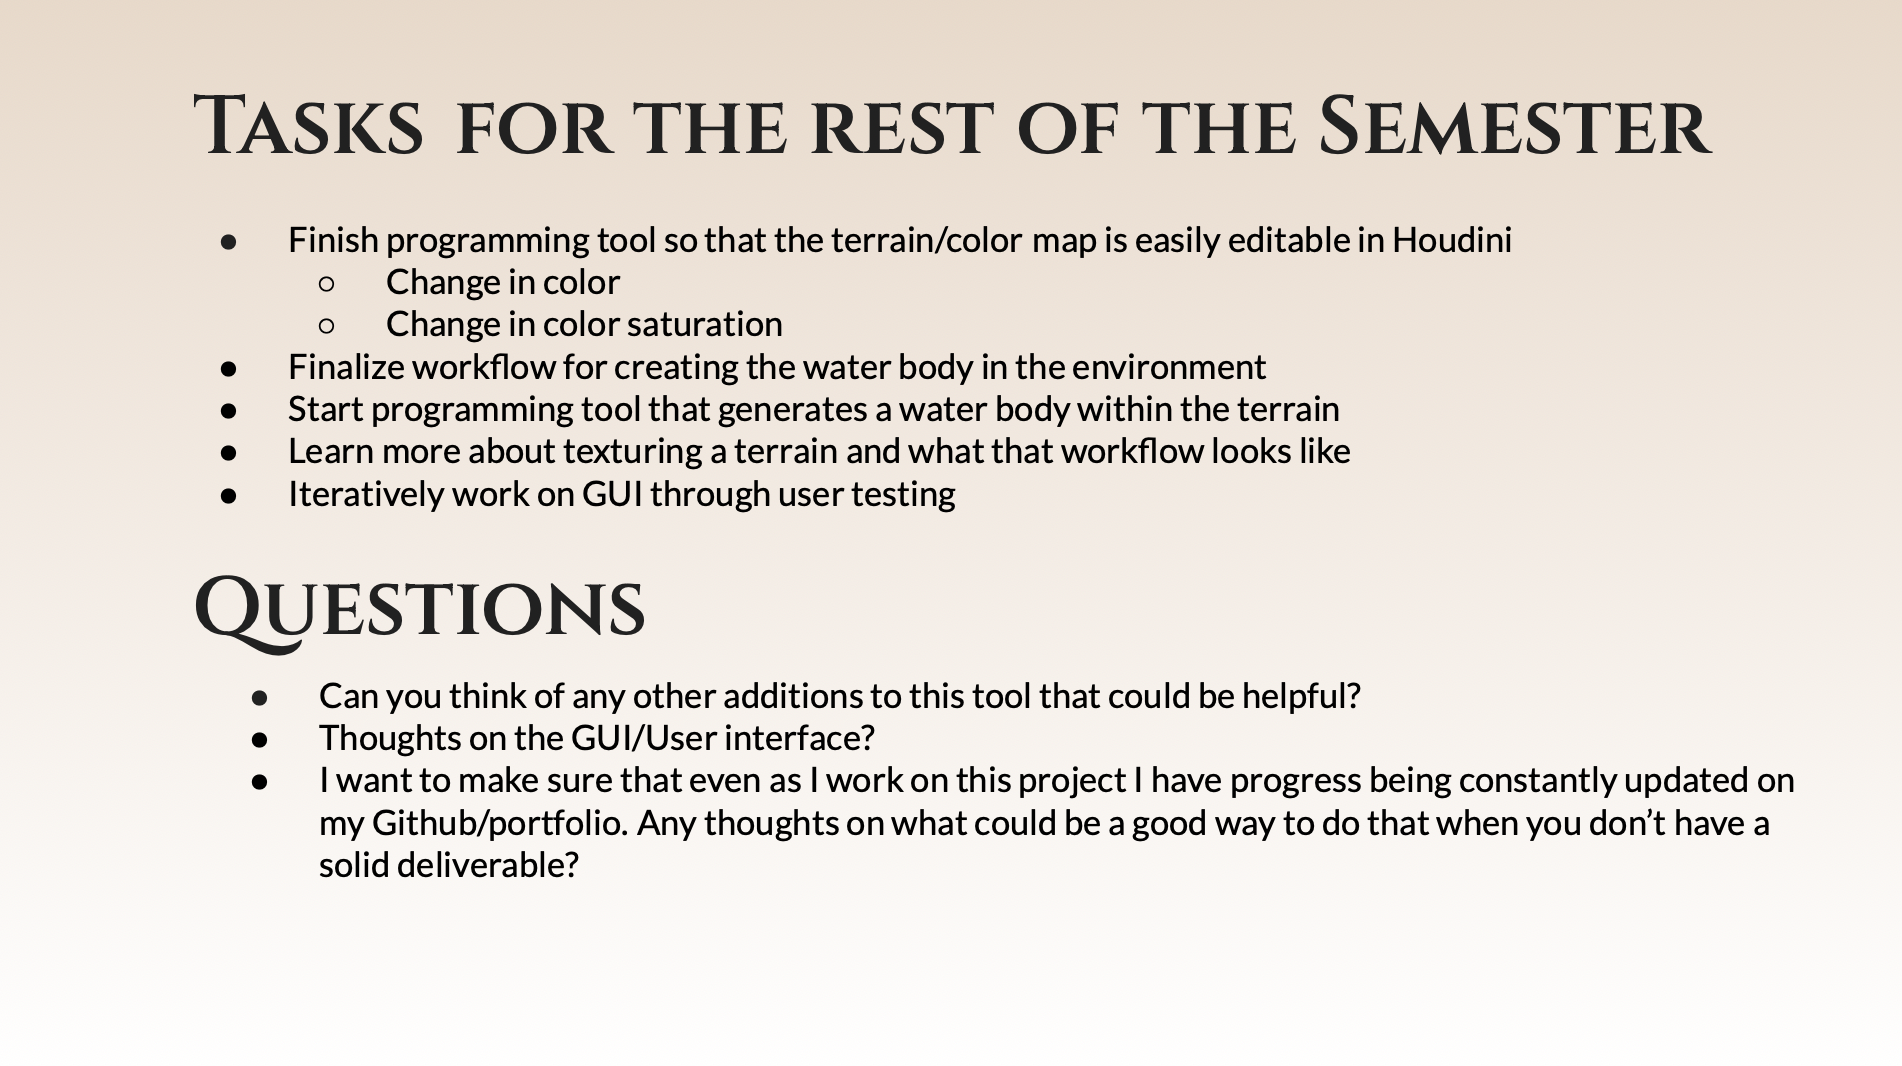 Tasks for the rest of the Semester
● Finish programming tool so that the terrain/color map is easily editable in Houdini
○ Change in color
○ Change in color saturation
● Finalize workflow for creating the water body in the environment
● Start programming tool that generates a water body within the terrain
● Learn more about texturing a terrain and what that workflow looks like
● Iteratively work on GUI through user testing
Questions
● Can you think of any other additions to this tool that could be helpful?
● Thoughts on the GUI/User interface?
● I want to make sure that even as I work on this project I have progress being constantly updated on
my Github/portfolio. Any thoughts on what could be a good way to do that when you don’t have a
solid deliverable?